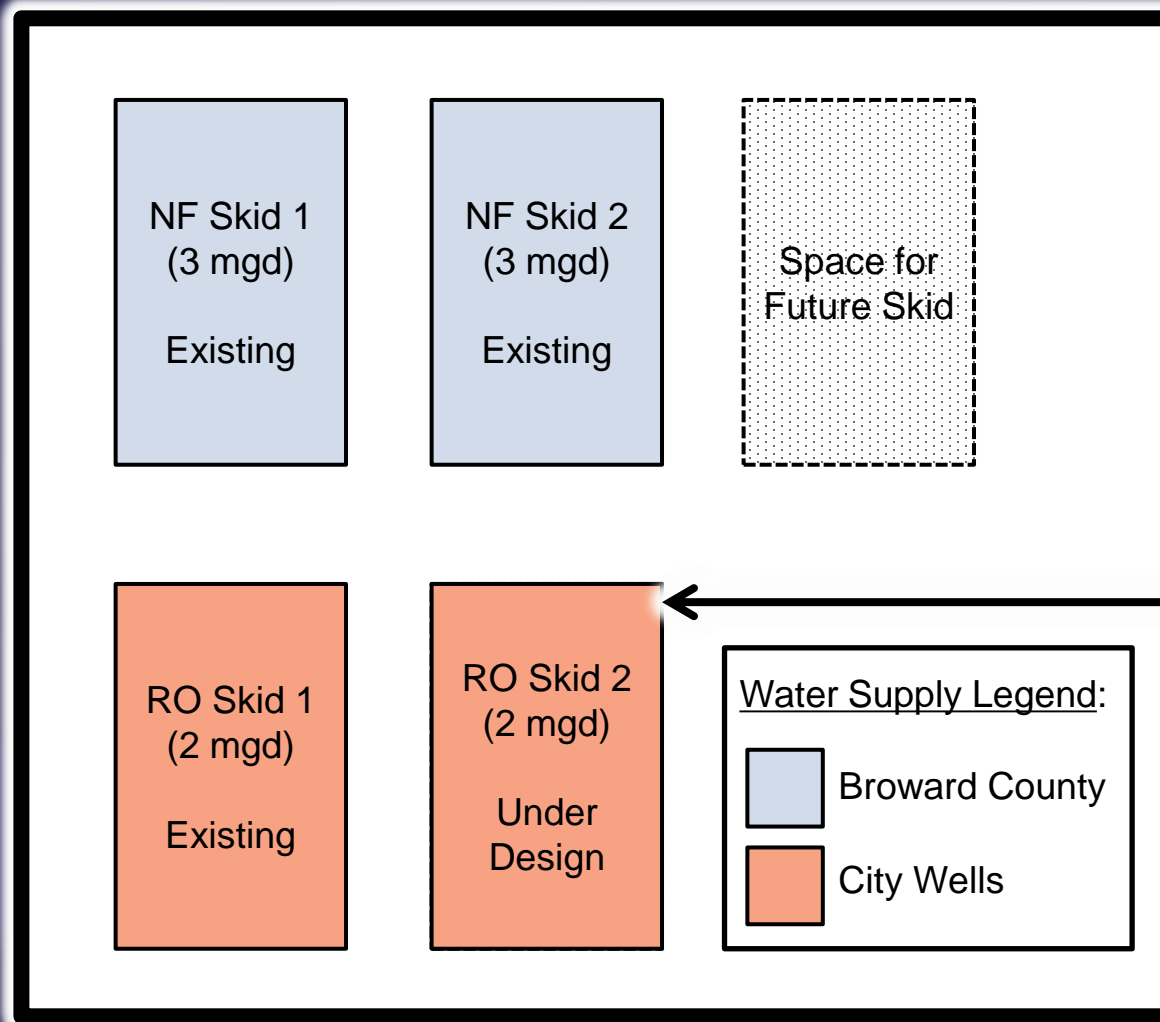 NF Skid 1
(3 mgd)
Existing
NF Skid 2
(3 mgd)
Existing
Space for
Future Skid
RO Skid 1
(2 mgd)
Existing
RO Skid 2
(2 mgd)
Under
Design
Water Supply Legend:
Broward County
City Wells